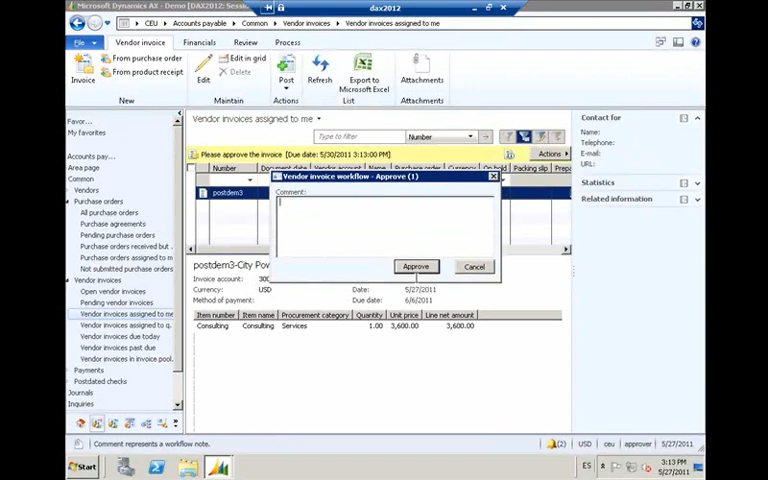 Microsoft Dynamics AX - Demo [DAX2012: Sess
dax2012
CEU ▸ Accounts payable ▸ Common ▸ Vendor invoices ▸ Vendor invoices assigned to me
File
Vendor invoice
Financials
Review
Process
Invoice
From purchase order
From product receipt
New
Edit
Edit in grid
Delete
Maintain
Post
Actions
Refresh
Export to
Microsoft Excel
List
Attachments
Attachments
Favor...
My favorites
Accounts pay...
Area page
Common
Vendors
Purchase orders
All purchase orders
Purchase agreements
Pending purchase orders
Purchase orders received but ..
Purchase orders assigned to m
Not submitted purchase orders
Vendor invoices
Open vendor invoices
Pending vendor invoices
Vendor invoices assigned to me
Vendor invoices assigned to q.
Vendor invoices due today
Vendor invoices past due
Vendor invoices in invoice pool.
Payments
Postdated checks
Journals
Inquiries
Vendor invoices assigned to me
Type to filter
Number
Please approve the invoice [Due date: 5/30/2011 3:13:00 PM]
Actions
Number Document date Vendor account Name Purchase order Currency On hold Packing slip Prepa
postdem3
Vendor invoice workflow - Approve (1)
Comment:
Approve
Cancel
postdem3-City Pow
Invoice account: 300
Currency: USD
Method of payment:
Date: 5/27/2011
Due date: 6/6/2011
Item number Item name Procurement category Quantity Unit price Line net amount
Consulting Consulting Services 1.00 3,600.00 3,600.00
Contact for
Name:
Telephone:
E-mail:
URL:
Statistics
Related information
Comment represents a workflow note.
(2) USD ceu approver 5/27/2011
Start
ES
3:13 PM
5/27/2011